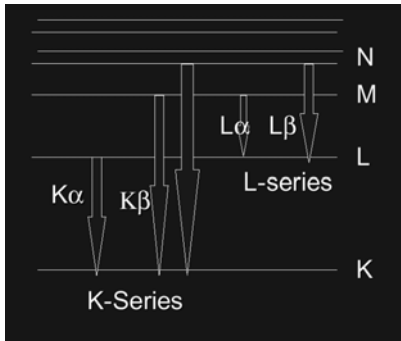 N
M
Lα Lβ
L
L-series
Kα Kβ
K
K-Series